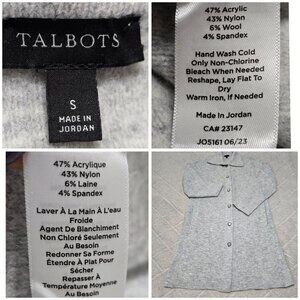 TALBOTS
S
MADE IN
JORDAN
47% Acrylic
43% Nylon
6% Wool
4% Spandex
Hand Wash Cold
Only Non-Chlorine
Bleach When Needed
Reshape, Lay Flat To
Dry
Warm Iron, If Needed
Made In Jordan
CA# 23147
JO5161 06/23
47% Acrylique
43% Nylon
6% Laine
4% Spandex
Laver À La Main À L'eau
Froide
Agent De Blanchiment
Non Chloré Seulement
Au Besoin
Redonner Sa Forme
Étendre À Plat Pour
Sécher
Repasser À
Température Moyenne
Au Besoin